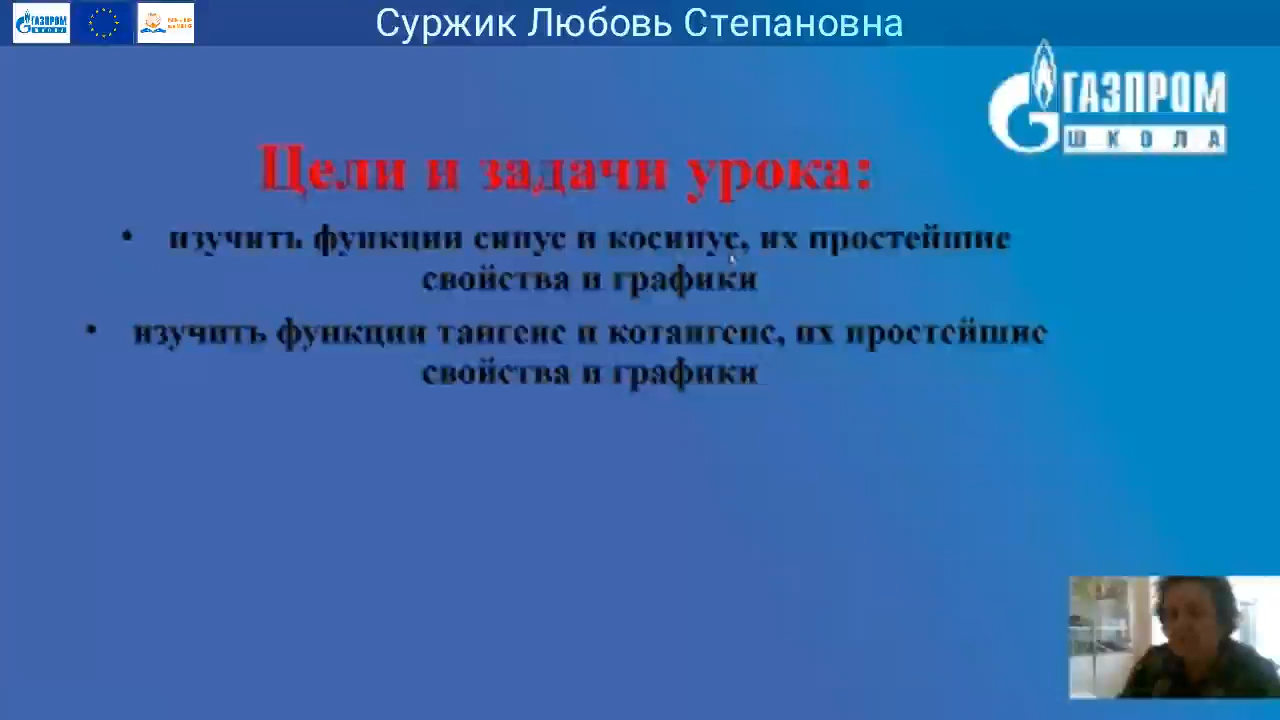 Суржик Любовь Степановна
ГАЗПРОМ
ШКОЛА
Цели и задачи урока:
• изучить функции синус и косинус, их простейшие
свойства и графики
• изучить функции тангенс и котангенс, их простейшие
свойства и графики